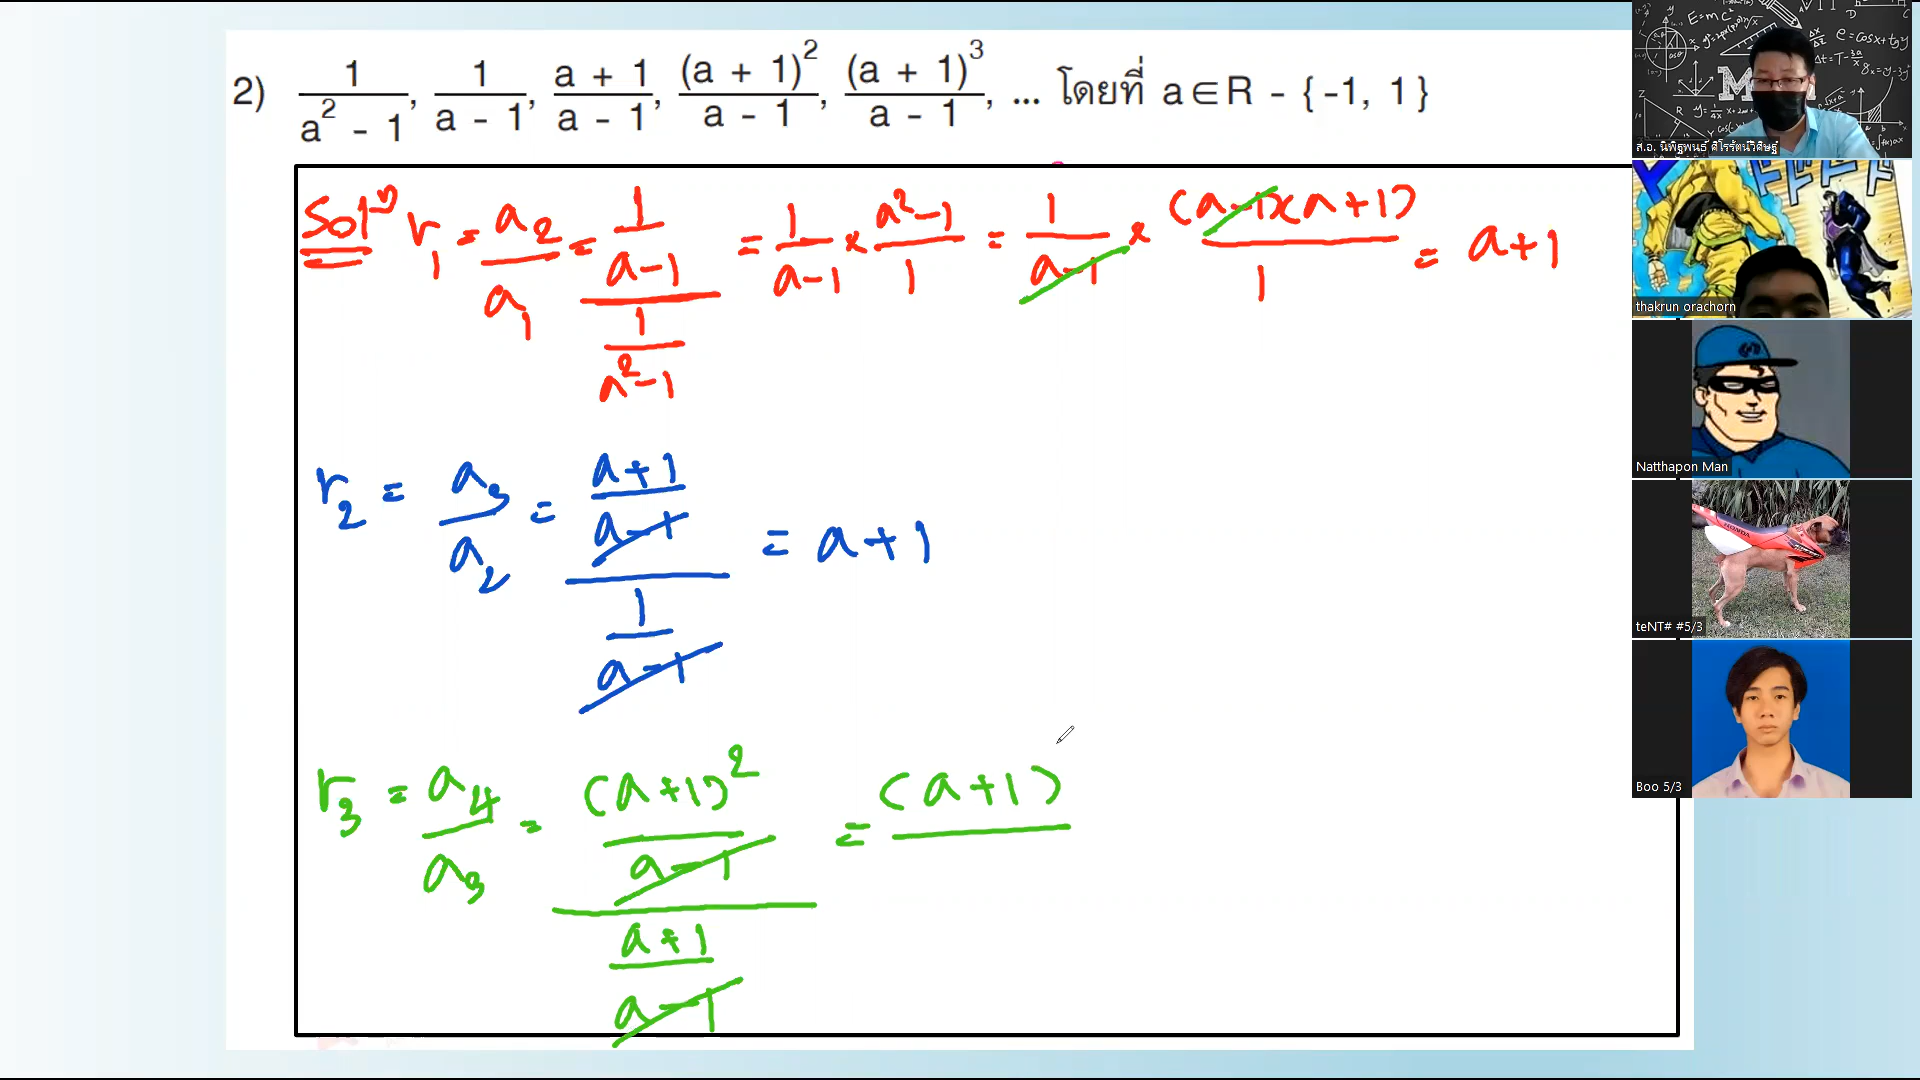 2) 1/(a² - 1), 1/(a - 1), (a + 1)/(a - 1), (a + 1)²/(a - 1), (a + 1)³/(a - 1), ... โดยที่ a∈R - {-1, 1}
Sol r₁ = a₂/a₁ = (1/(a-1))/(1/(a²-1)) = 1/(a-1) × (a²-1)/1 = 1/(a-1) × (a-1)(a+1)/1 = a+1
r₂ = a₃/a₂ = ((a+1)/(a-1))/(1/(a-1)) = a+1
r₃ = a₄/a₃ = ((a+1)²/(a-1))/((a+1)/(a-1)) = (a+1)
ส.อ. นิพิฐพนธ์ ศิโรรัตน์วิศิษฐ์
thakrun orachorn
Natthapon Man
teNT# #5/3
Boo 5/3